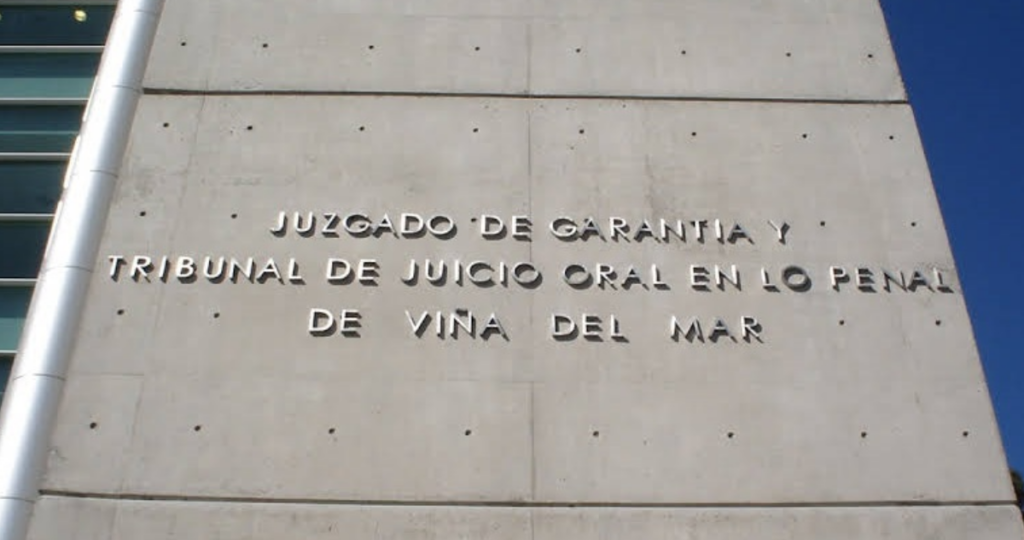 JUZGADO DE GARANTIA Y
TRIBUNAL DE JUICIO ORAL EN LO PENAL
DE VIÑA DEL MAR